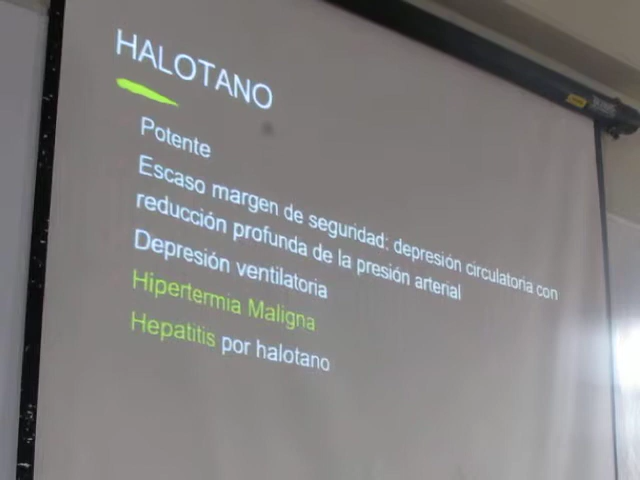 HALOTANO
Potente
Escaso margen de seguridad: depresión circulatoria con
reducción profunda de la presión arterial
Depresión ventilatoria
Hipertermia Maligna
Hepatitis por halotano